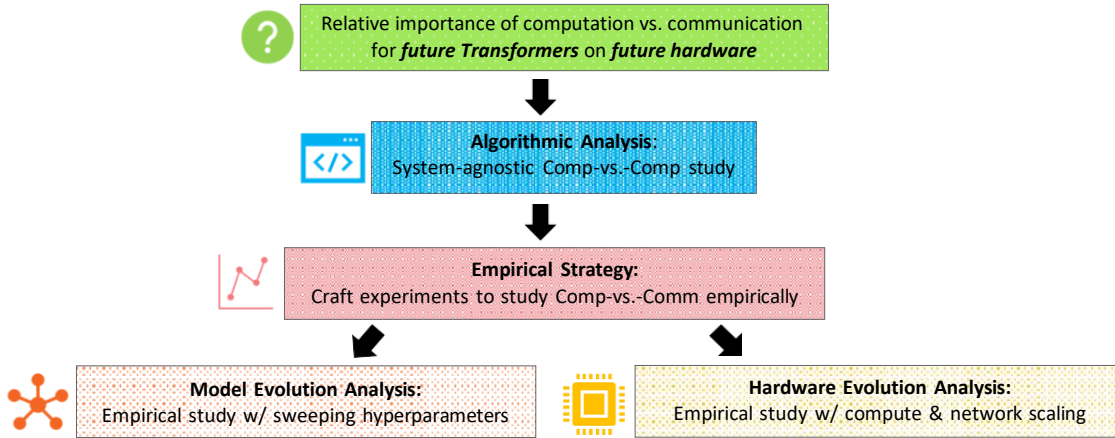 ?
Relative importance of computation vs. communication
for future Transformers on future hardware
</>
Algorithmic Analysis:
System-agnostic Comp-vs.-Comp study
Empirical Strategy:
Craft experiments to study Comp-vs.-Comm empirically
Model Evolution Analysis:
Empirical study w/ sweeping hyperparameters
Hardware Evolution Analysis:
Empirical study w/ compute & network scaling